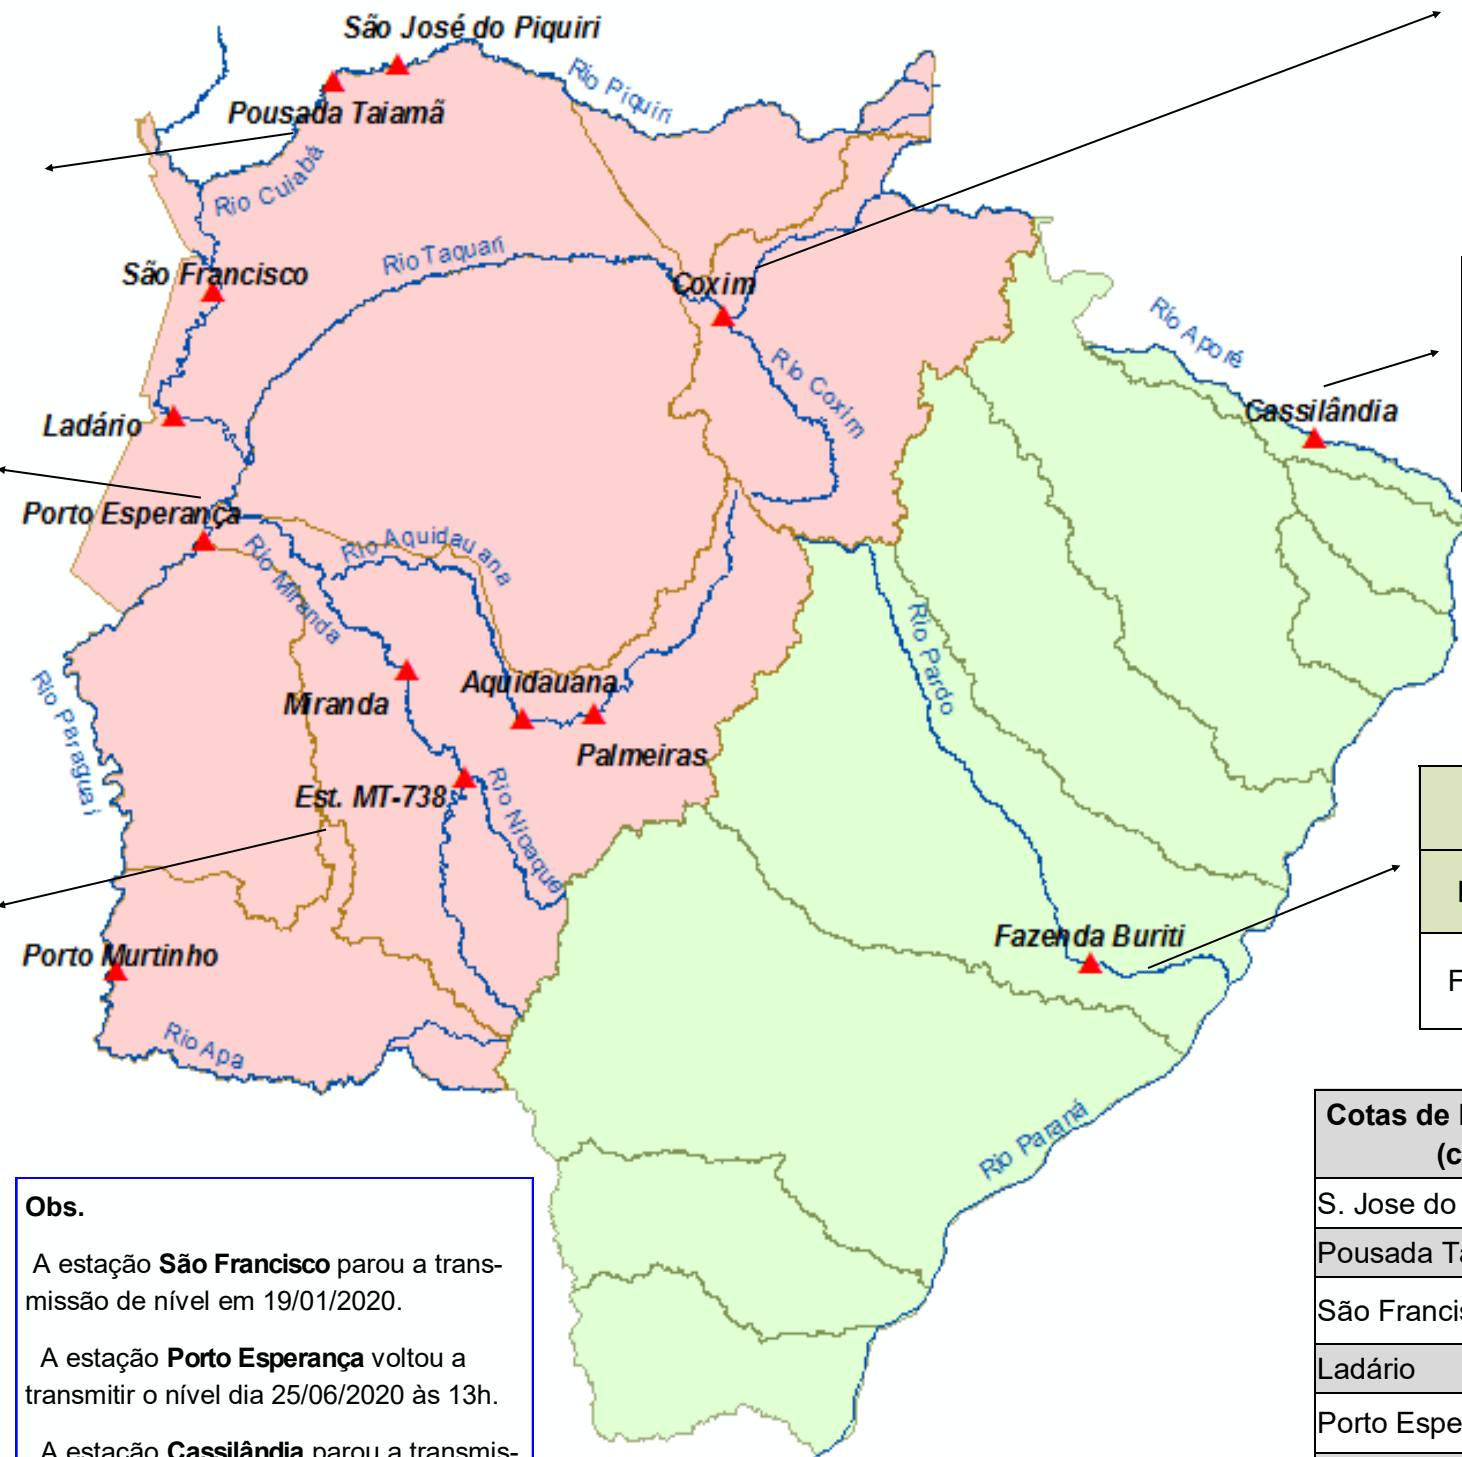 São José do Piquiri
Rio Piquiri
Pousada Taiamã
Rio Cuiabá
Rio Taquari
São Francisco
Coxim
Rio Aporé
Rio Coxim
Cassilândia
Ladário
Porto Esperança
Rio Aquidauana
Rio Miranda
Rio Pardo
Rio Paraguai
Aquidauana
Miranda
Palmeiras
Est. MT-738
Rio Nioaque
Fazenda Buriti
Porto Murtinho
F
Rio Apa
Rio Paraná
Cotas de
(c
S. Jose do
Pousada Ta
São Francis
Ladário
Porto Espe
Obs.
A estação São Francisco parou a trans-
missão de nível em 19/01/2020.
A estação Porto Esperança voltou a
transmitir o nível dia 25/06/2020 às 13h.
A estação Cassilândia parou a transmis-